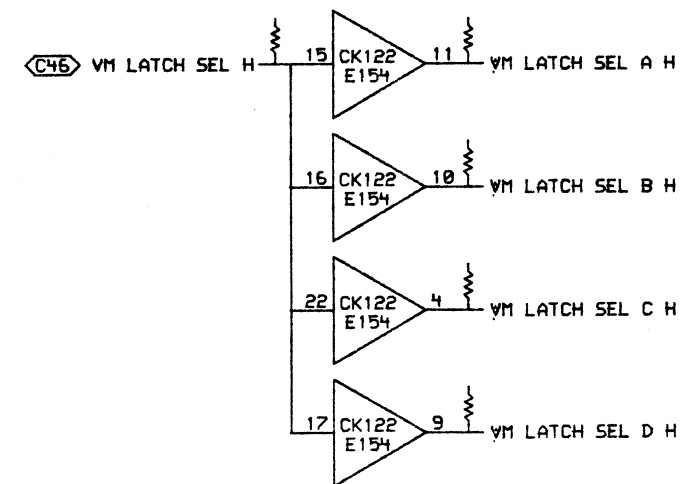 C46 VM LATCH SEL H 15 CK122 11 VM LATCH SEL A H
E154
16 CK122 10 VM LATCH SEL B H
E154
22 CK122 4 VM LATCH SEL C H
E154
17 CK122 9 VM LATCH SEL D H
E154